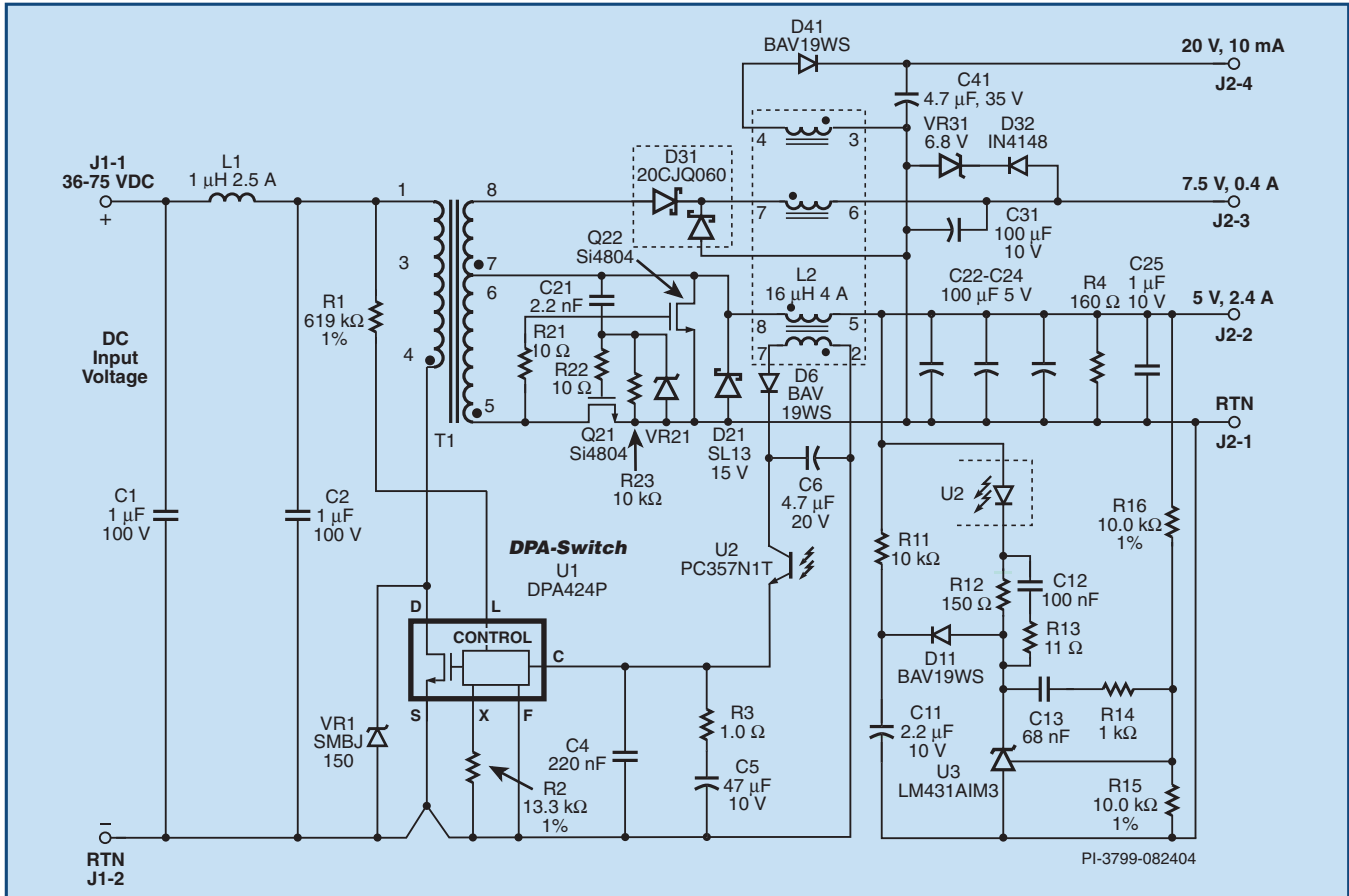 D41
BAV19WS
20 V, 10 mA
J2-4
C41
4.7 µF, 35 V
4
3
VR31
6.8 V
D32
IN4148
J1-1
36-75 VDC
+
L1
1 µH 2.5 A
1
8
D31
20CJQ060
7
6
7.5 V, 0.4 A
J2-3
C31
100 µF
10 V
Q22
Si4804
3
7
6
C21
2.2 nF
L2
16 µH 4 A
C22-C24
100 µF 5 V
R4
160 Ω
C25
1 µF
10 V
5 V, 2.4 A
J2-2
R1
619 kΩ
1%
8
5
DC
Input
Voltage
4
R21
10 Ω
R22
10 Ω
7
2
D6
BAV
19WS
5
T1
Q21
Si4804
VR21
D21
SL13
15 V
RTN
J2-1
R23
10 kΩ
C6
4.7 µF
20 V
U2
C1
1 µF
100 V
C2
1 µF
100 V
R16
10.0 kΩ
1%
DPA-Switch
U1
DPA424P
U2
PC357N1T
R11
10 kΩ
R12
150 Ω
C12
100 nF
R13
11 Ω
D
L
CONTROL
C
D11
BAV19WS
S
X
F
VR1
SMBJ
150
R3
1.0 Ω
C4
220 nF
C5
47 µF
10 V
C11
2.2 µF
10 V
C13
68 nF
R14
1 kΩ
U3
LM431AIM3
R15
10.0 kΩ
1%
R2
13.3 kΩ
1%
–
RTN
J1-2
PI-3799-082404